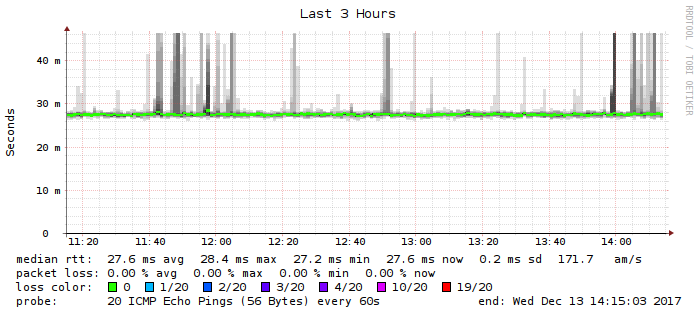 Last 3 Hours
RRDTOOL / TOBI OETIKER
Seconds
40 m
30 m
20 m
10 m
0
11:20 11:40 12:00 12:20 12:40 13:00 13:20 13:40 14:00
median rtt: 27.6 ms avg 28.4 ms max 27.2 ms min 27.6 ms now 0.2 ms sd 171.7 am/s
packet loss: 0.00 % avg 0.00 % max 0.00 % min 0.00 % now
loss color: 0 1/20 2/20 3/20 4/20 10/20 19/20
probe: 20 ICMP Echo Pings (56 Bytes) every 60s end: Wed Dec 13 14:15:03 2017